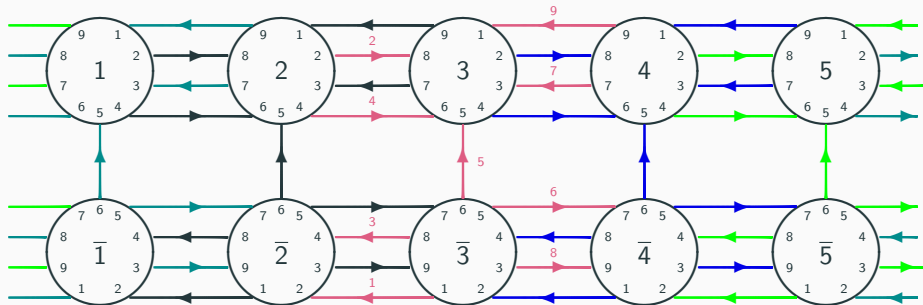 9
9 1 9 1 9 1 9 1 9 1
2
8 2 8 2 8 2 8 2 8 2
1 2 3 7 4 5
7 3 7 3 7 3 7 3 7 3
4
6 5 4 6 5 4 6 5 4 6 5 4 6 5 4
5
6
7 6 5 7 6 5 7 6 5 7 6 5 7 6 5
3
8 4 8 4 8 4 8 4 8 4
1̅ 2̅ 3̅ 8 4̅ 5̅
9 3 9 3 9 3 9 3 9 3
1
1 2 1 2 1 2 1 2 1 2